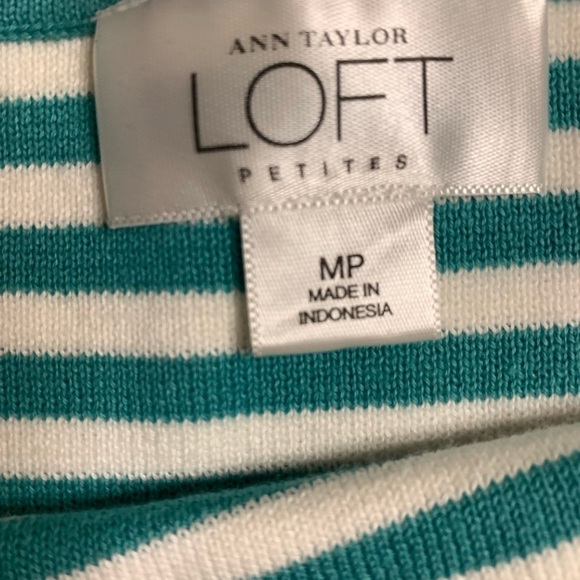 ANN TAYLOR
LOFT
PETITES
MP
MADE IN
INDONESIA